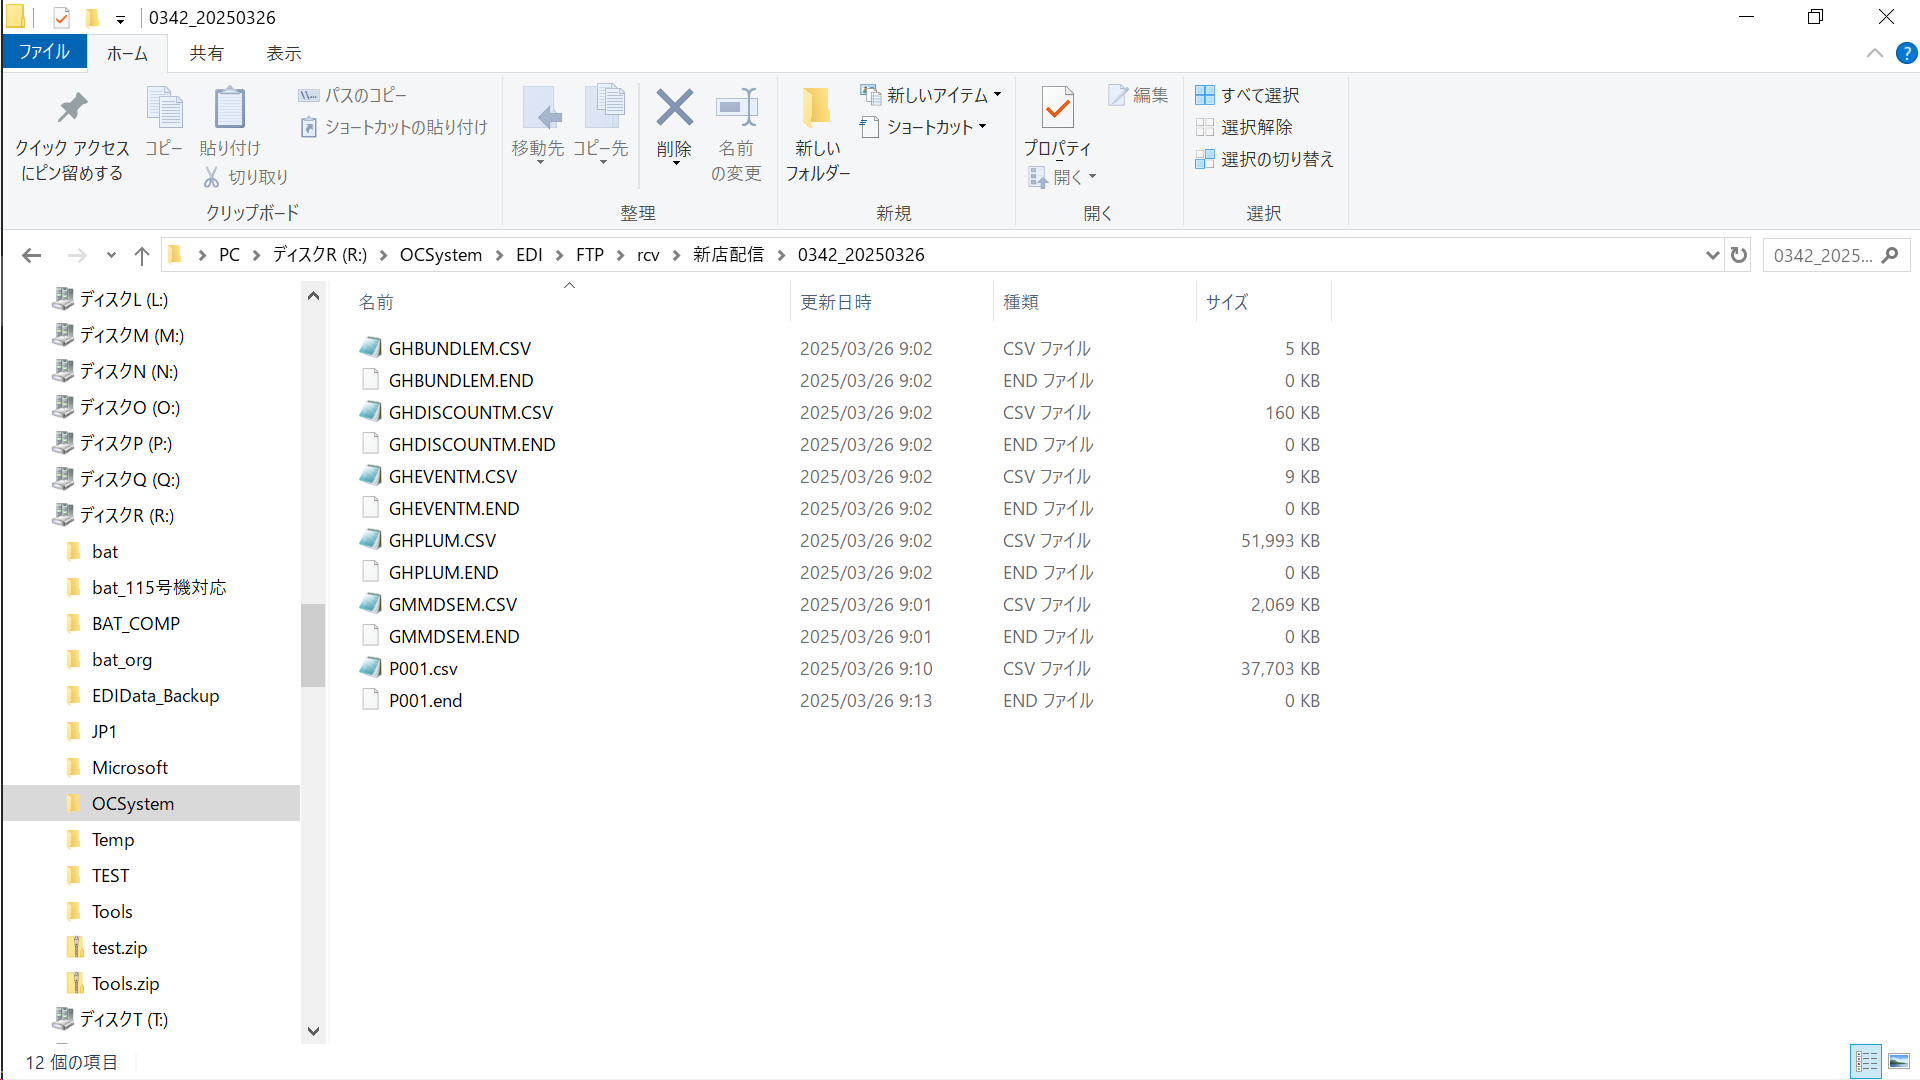 0342_20250326
ファイル ホーム 共有 表示
クイック アクセス
にピン留めする
コピー
貼り付け
切り取り
パスのコピー
ショートカットの貼り付け
クリップボード
移動先
コピー先
削除
名前
の変更
整理
新しい
フォルダー
新しいアイテム
ショートカット
新規
プロパティ
開く
編集
開く
すべて選択
選択解除
選択の切り替え
選択
PC ディスクR (R:) OCSystem EDI FTP rcv 新店配信 0342_20250326
0342_2025...
ディスクL (L:)
ディスクM (M:)
ディスクN (N:)
ディスクO (O:)
ディスクP (P:)
ディスクQ (Q:)
ディスクR (R:)
bat
bat_115号機対応
BAT_COMP
bat_org
EDIData_Backup
JP1
Microsoft
OCSystem
Temp
TEST
Tools
test.zip
Tools.zip
ディスクT (T:)
名前 更新日時 種類 サイズ
GHBUNDLEM.CSV 2025/03/26 9:02 CSV ファイル 5 KB
GHBUNDLEM.END 2025/03/26 9:02 END ファイル 0 KB
GHDISCOUNTM.CSV 2025/03/26 9:02 CSV ファイル 160 KB
GHDISCOUNTM.END 2025/03/26 9:02 END ファイル 0 KB
GHEVENTM.CSV 2025/03/26 9:02 CSV ファイル 9 KB
GHEVENTM.END 2025/03/26 9:02 END ファイル 0 KB
GHPLUM.CSV 2025/03/26 9:02 CSV ファイル 51,993 KB
GHPLUM.END 2025/03/26 9:02 END ファイル 0 KB
GMMDSEM.CSV 2025/03/26 9:01 CSV ファイル 2,069 KB
GMMDSEM.END 2025/03/26 9:01 END ファイル 0 KB
P001.csv 2025/03/26 9:10 CSV ファイル 37,703 KB
P001.end 2025/03/26 9:13 END ファイル 0 KB
12 個の項目